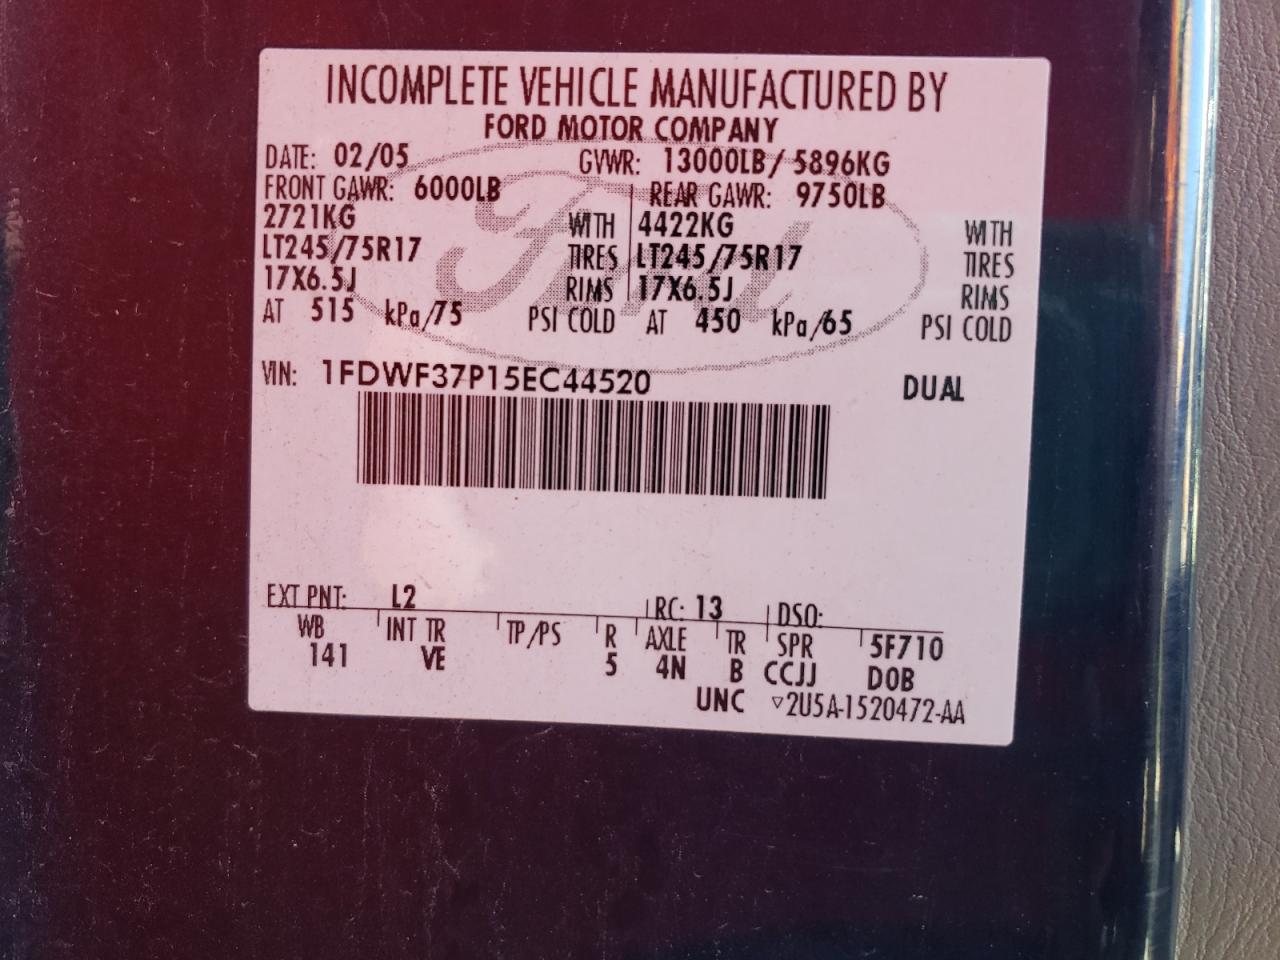 INCOMPLETE VEHICLE MANUFACTURED BY
FORD MOTOR COMPANY
DATE: 02/05 GVWR: 13000LB/ 5896KG
FRONT GAWR: 6000LB REAR GAWR: 9750LB
2721KG WITH 4422KG WITH
LT245/75R17 TIRES LT245/75R17 TIRES
17X6.5J RIMS 17X6.5J RIMS
AT 515 kPa/75 PSI COLD AT 450 kPa/65 PSI COLD
VIN: 1FDWF37P15EC44520 DUAL
EXT PNT: L2 RC: 13 DSO:
WB INT TR TP/PS R AXLE TR SPR 5F710
141 VE 5 4N B CCJJ DOB
UNC ▿2U5A-1520472-AA
Ford